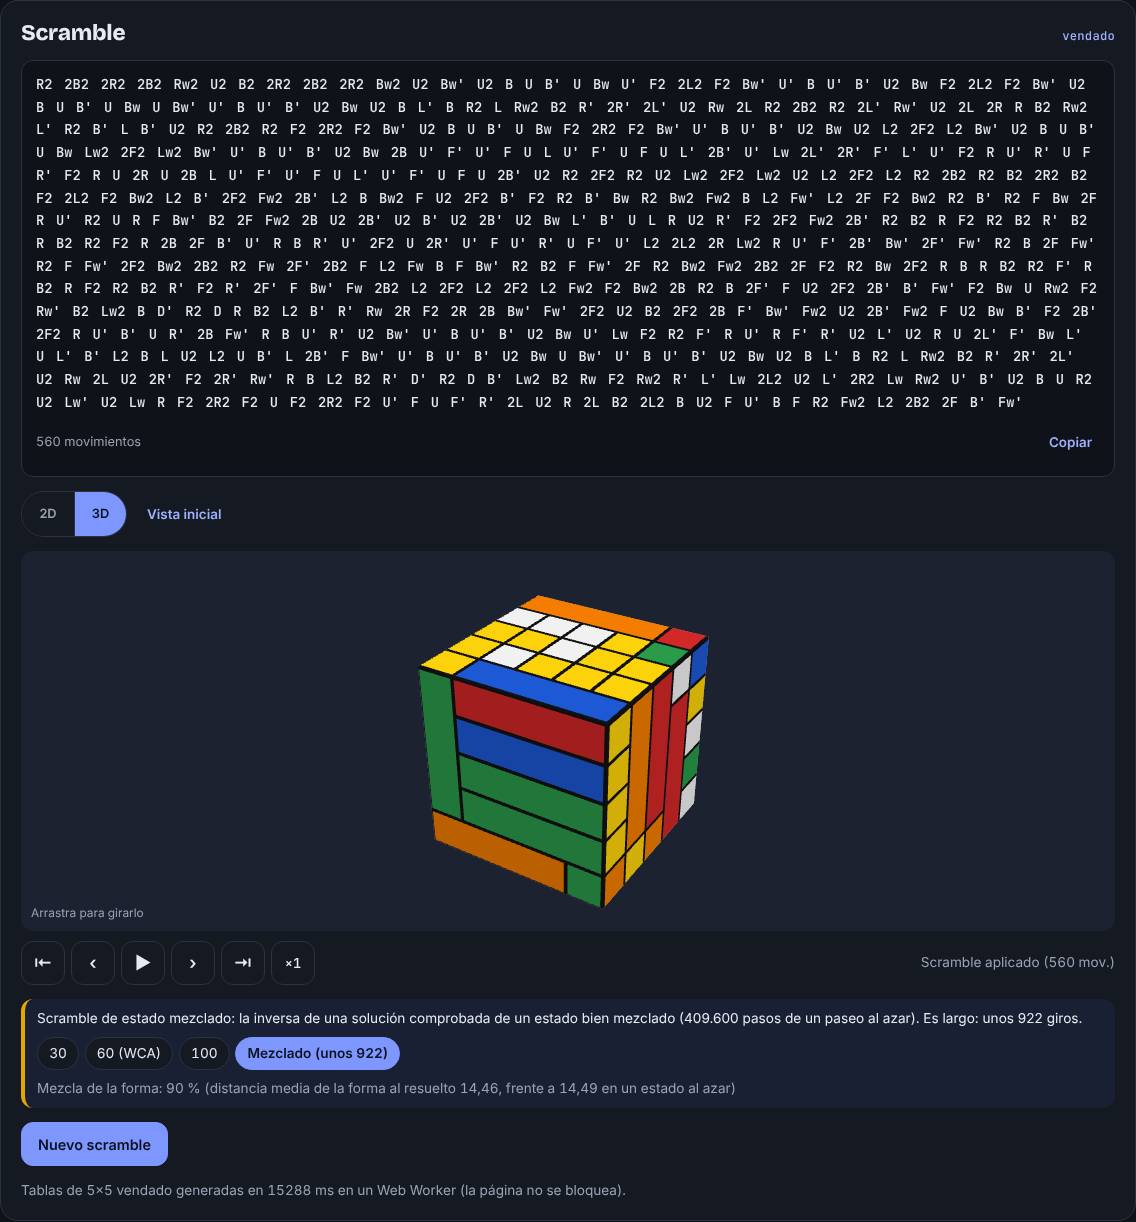 Scramble
vendado
R2 2B2 2R2 2B2 Rw2 U2 B2 2R2 2B2 2R2 Bw2 U2 Bw' U2 B U B' U Bw U' F2 2L2 F2 Bw' U' B U' B' U2 Bw F2 2L2 F2 Bw' U2
B U B' U Bw U Bw' U' B U' B' U2 Bw U2 B L' B R2 L Rw2 B2 R' 2R' 2L' U2 Rw 2L R2 2B2 R2 2L' Rw' U2 2L 2R R B2 Rw2
L' R2 B' L B' U2 R2 2B2 R2 F2 2R2 F2 Bw' U2 B U B' U Bw F2 2R2 F2 Bw' U' B U' B' U2 Bw U2 L2 2F2 L2 Bw' U2 B U B'
U Bw Lw2 2F2 Lw2 Bw' U' B U' B' U2 Bw 2B U' F' U' F U L U' F' U F U L' 2B' U' Lw 2L' 2R' F' L' U' F2 R U' R' U F
R' F2 R U 2R U 2B L U' F' U' F U L' U' F' U F U 2B' U2 R2 2F2 R2 U2 Lw2 2F2 Lw2 U2 L2 2F2 L2 R2 2B2 R2 B2 2R2 B2
F2 2L2 F2 Bw2 L2 B' 2F2 Fw2 2B' L2 B Bw2 F U2 2F2 B' F2 R2 B' Bw R2 Bw2 Fw2 B L2 Fw' L2 2F F2 Bw2 R2 B' R2 F Bw 2F
R U' R2 U R F Bw' B2 2F Fw2 2B U2 2B' U2 B' U2 2B' U2 Bw L' B' U L R U2 R' F2 2F2 Fw2 2B' R2 B2 R F2 R2 B2 R' B2
R B2 R2 F2 R 2B 2F B' U' R B R' U' 2F2 U 2R' U' F U' R' U F' U' L2 2L2 2R Lw2 R U' F' 2B' Bw' 2F' Fw' R2 B 2F Fw'
R2 F Fw' 2F2 Bw2 2B2 R2 Fw 2F' 2B2 F L2 Fw B F Bw' R2 B2 F Fw' 2F R2 Bw2 Fw2 2B2 2F F2 R2 Bw 2F2 R B R B2 R2 F' R
B2 R F2 R2 B2 R' F2 R' 2F' F Bw' Fw 2B2 L2 2F2 L2 2F2 L2 Fw2 F2 Bw2 2B R2 B 2F' F U2 2F2 2B' B' Fw' F2 Bw U Rw2 F2
Rw' B2 Lw2 B D' R2 D R B2 L2 B' R' Rw 2R F2 2R 2B Bw' Fw' 2F2 U2 B2 2F2 2B F' Bw' Fw2 U2 2B' Fw2 F U2 Bw B' F2 2B'
2F2 R U' B' U R' 2B Fw' R B U' R' U2 Bw' U' B U' B' U2 Bw U' Lw F2 R2 F' R U' R F' R' U2 L' U2 R U 2L' F' Bw L'
U L' B' L2 B L U2 L2 U B' L 2B' F Bw' U' B U' B' U2 Bw U Bw' U' B U' B' U2 Bw U2 B L' B R2 L Rw2 B2 R' 2R' 2L'
U2 Rw 2L U2 2R' F2 2R' Rw' R B L2 B2 R' D' R2 D B' Lw2 B2 Rw F2 Rw2 R' L' Lw 2L2 U2 L' 2R2 Lw Rw2 U' B' U2 B U R2
U2 Lw' U2 Lw R F2 2R2 F2 U F2 2R2 F2 U' F U F' R' 2L U2 R 2L B2 2L2 B U2 F U' B F R2 Fw2 L2 2B2 2F B' Fw'
560 movimientos
Copiar
2D 3D Vista inicial
Arrastra para girarlo
×1
Scramble aplicado (560 mov.)
Scramble de estado mezclado: la inversa de una solución comprobada de un estado bien mezclado (409.600 pasos de un paseo al azar). Es largo: unos 922 giros.
30 60 (WCA) 100 Mezclado (unos 922)
Mezcla de la forma: 90 % (distancia media de la forma al resuelto 14,46, frente a 14,49 en un estado al azar)
Nuevo scramble
Tablas de 5×5 vendado generadas en 15288 ms en un Web Worker (la página no se bloquea).